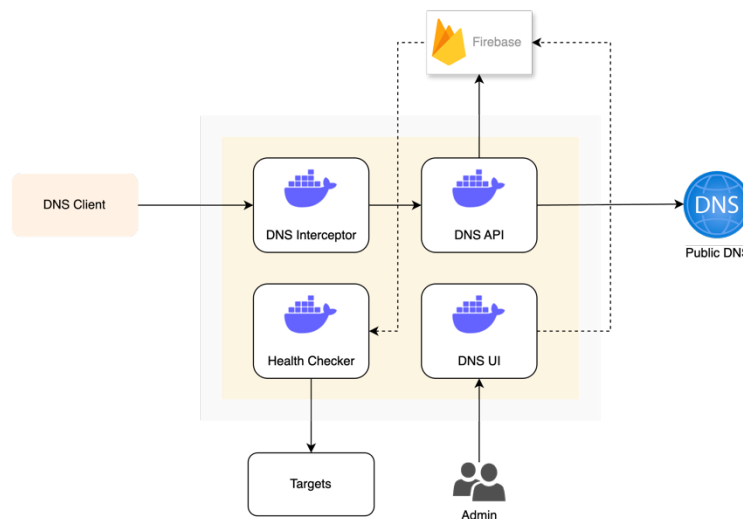 Firebase
DNS Client
DNS Interceptor
DNS API
DNS
Public DNS
Health Checker
DNS UI
Targets
Admin